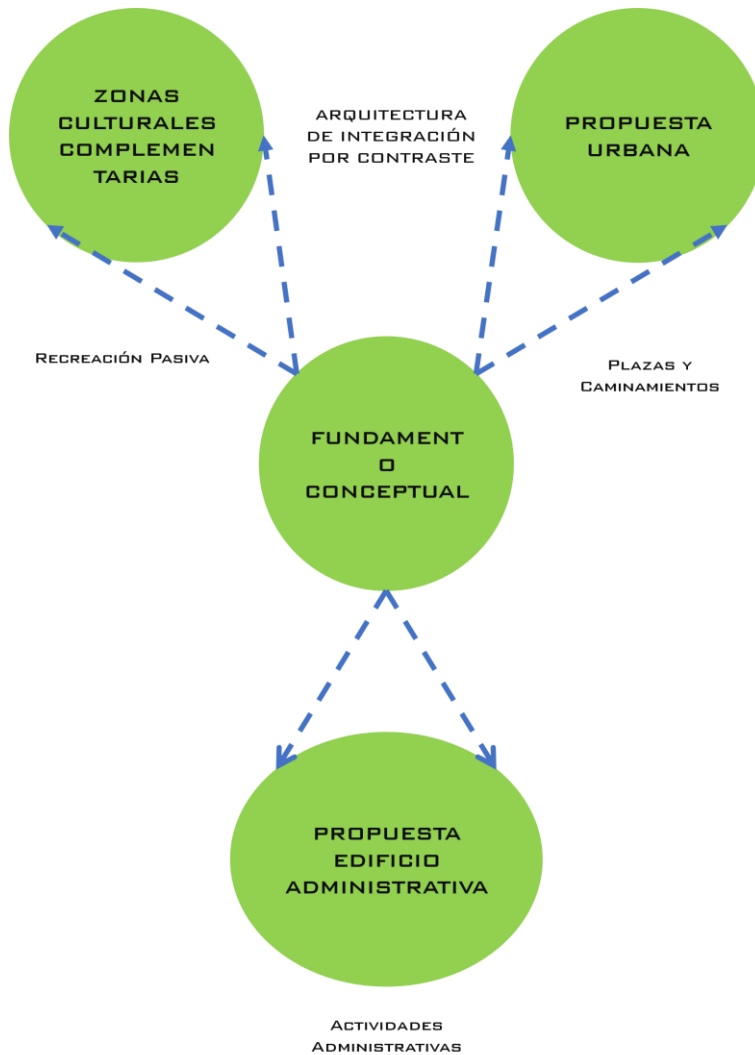 ZONAS
CULTURALES
COMPLEMEN
TARIAS
ARQUITECTURA
DE INTEGRACIÓN
POR CONTRASTE
PROPUESTA
URBANA
RECREACIÓN PASIVA
PLAZAS Y
CAMINAMIENTOS
FUNDAMENT
O
CONCEPTUAL
PROPUESTA
EDIFICIO
ADMINISTRATIVA
ACTIVIDADES
ADMINISTRATIVAS